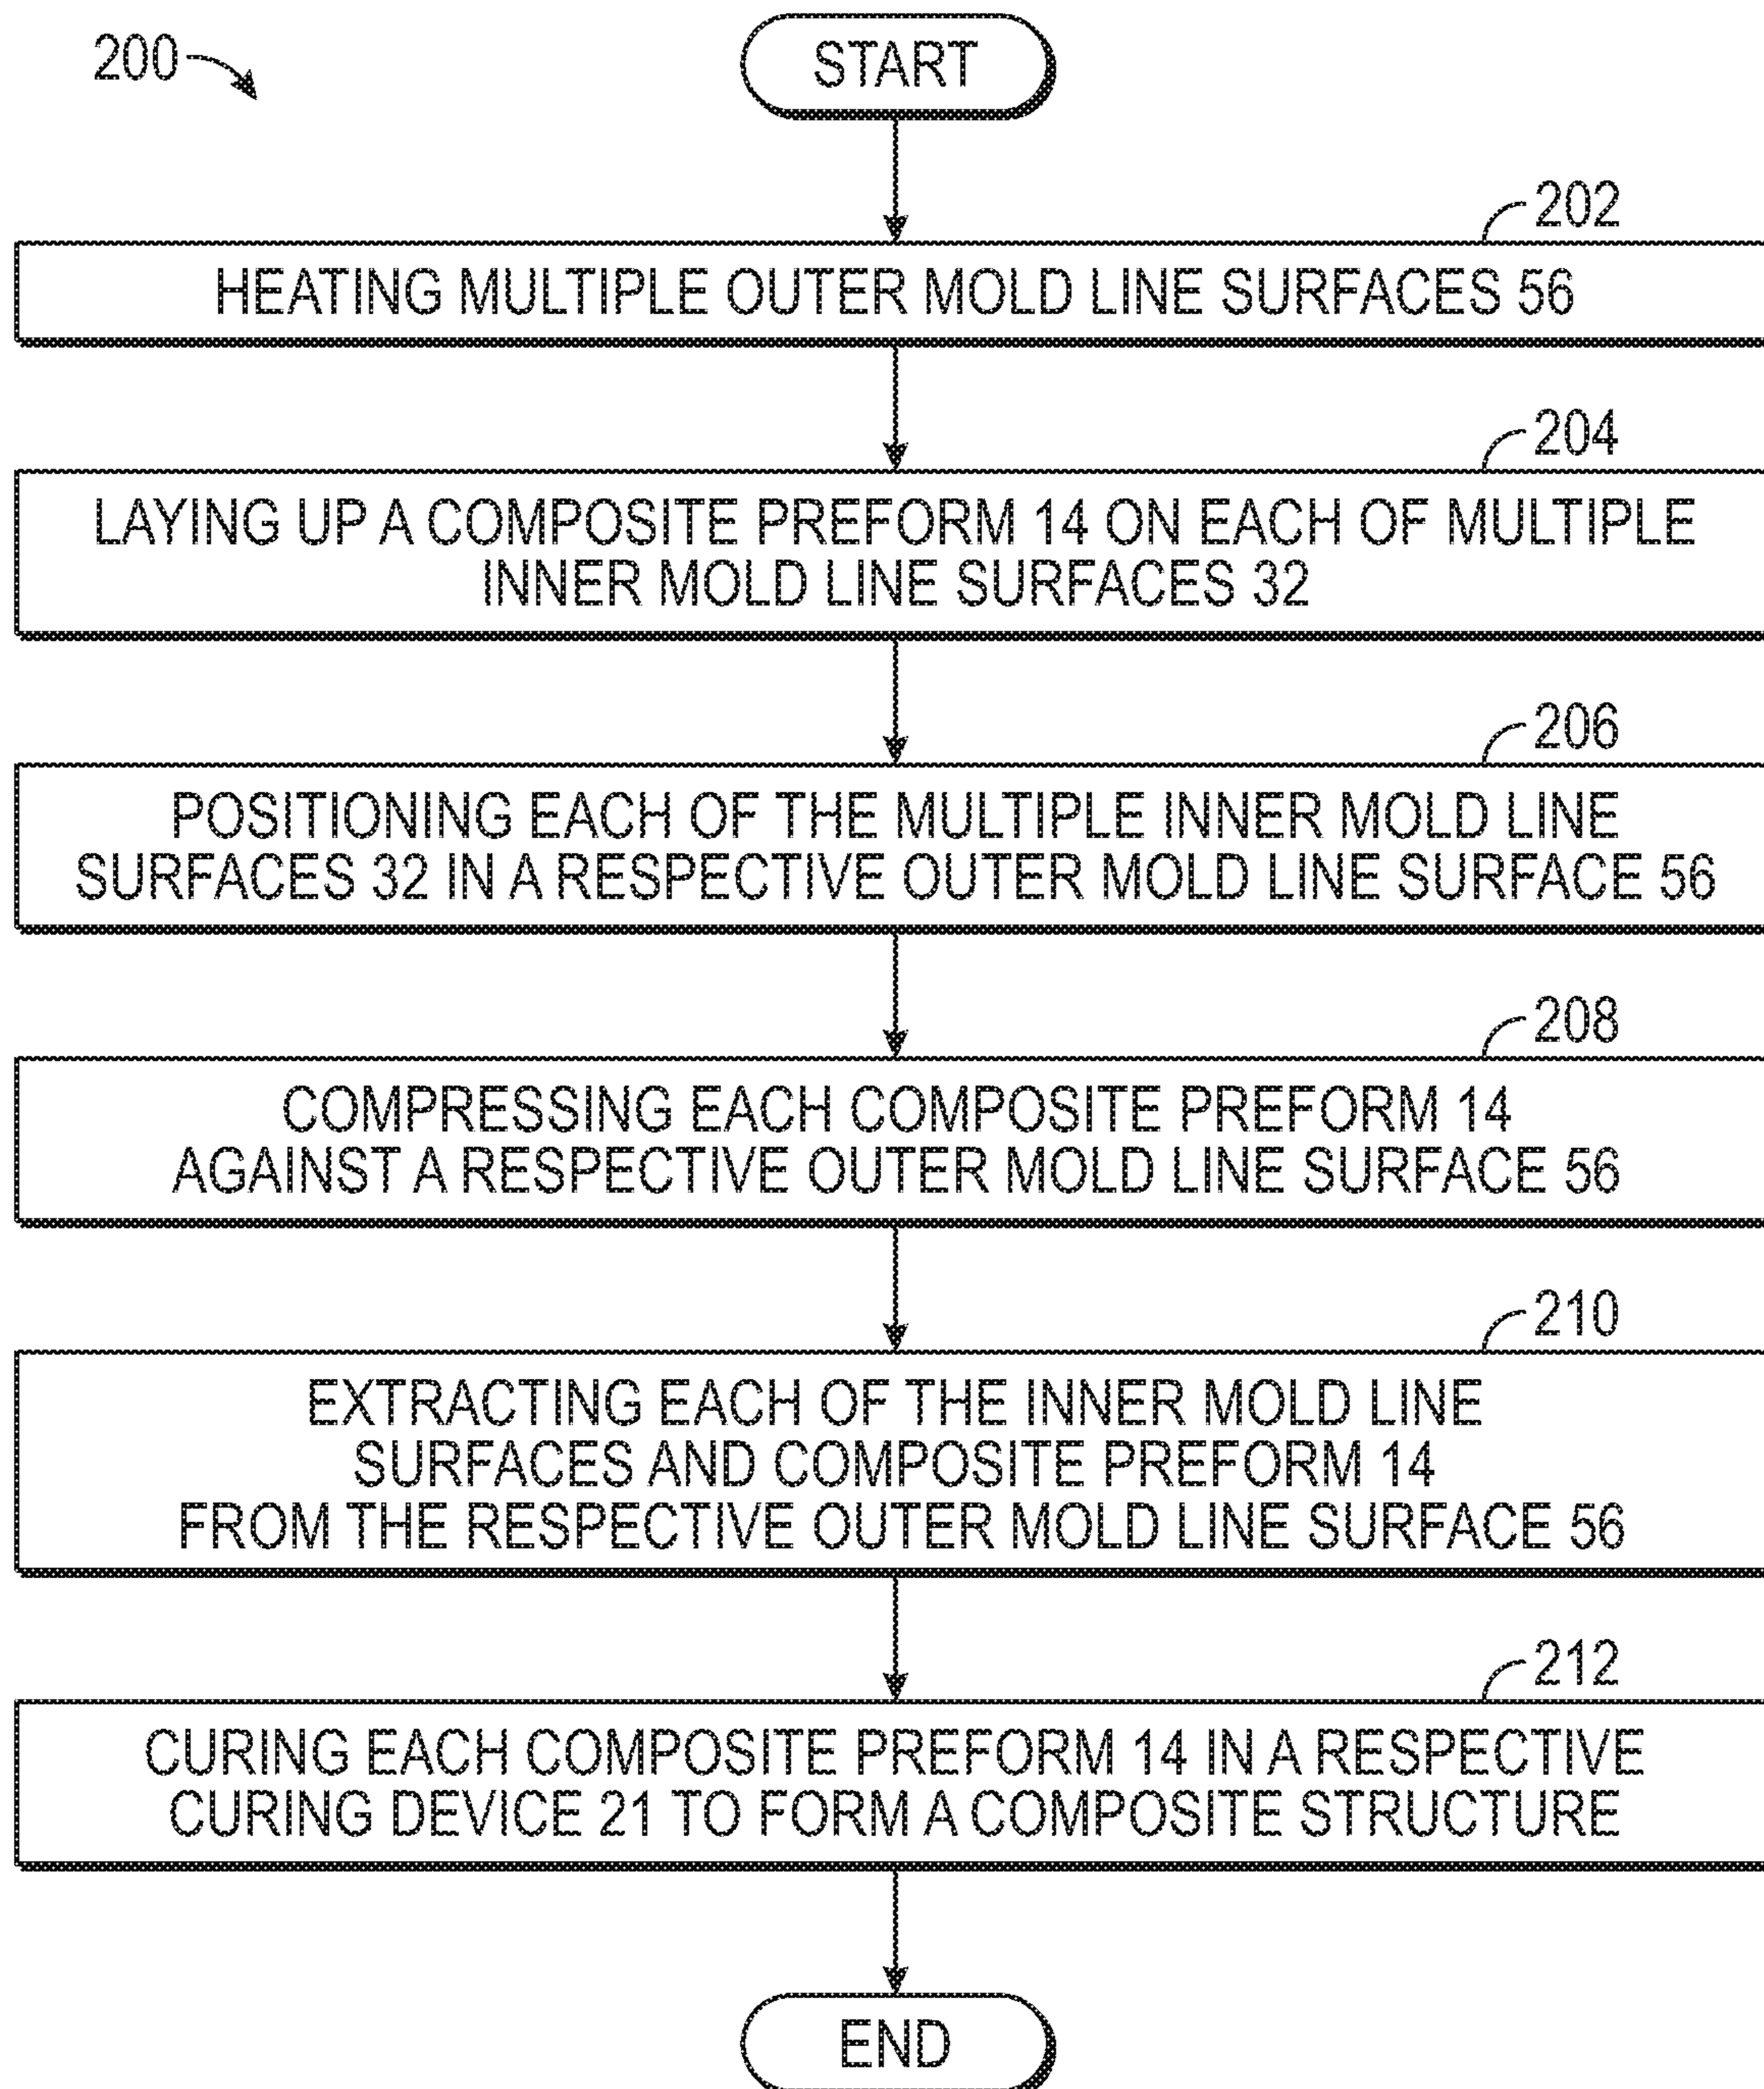 200
START
202
HEATING MULTIPLE OUTER MOLD LINE SURFACES 56
204
LAYING UP A COMPOSITE PREFORM 14 ON EACH OF MULTIPLE
INNER MOLD LINE SURFACES 32
206
POSITIONING EACH OF THE MULTIPLE INNER MOLD LINE
SURFACES 32 IN A RESPECTIVE OUTER MOLD LINE SURFACE 56
208
COMPRESSING EACH COMPOSITE PREFORM 14
AGAINST A RESPECTIVE OUTER MOLD LINE SURFACE 56
210
EXTRACTING EACH OF THE INNER MOLD LINE
SURFACES AND COMPOSITE PREFORM 14
FROM THE RESPECTIVE OUTER MOLD LINE SURFACE 56
212
CURING EACH COMPOSITE PREFORM 14 IN A RESPECTIVE
CURING DEVICE 21 TO FORM A COMPOSITE STRUCTURE
END